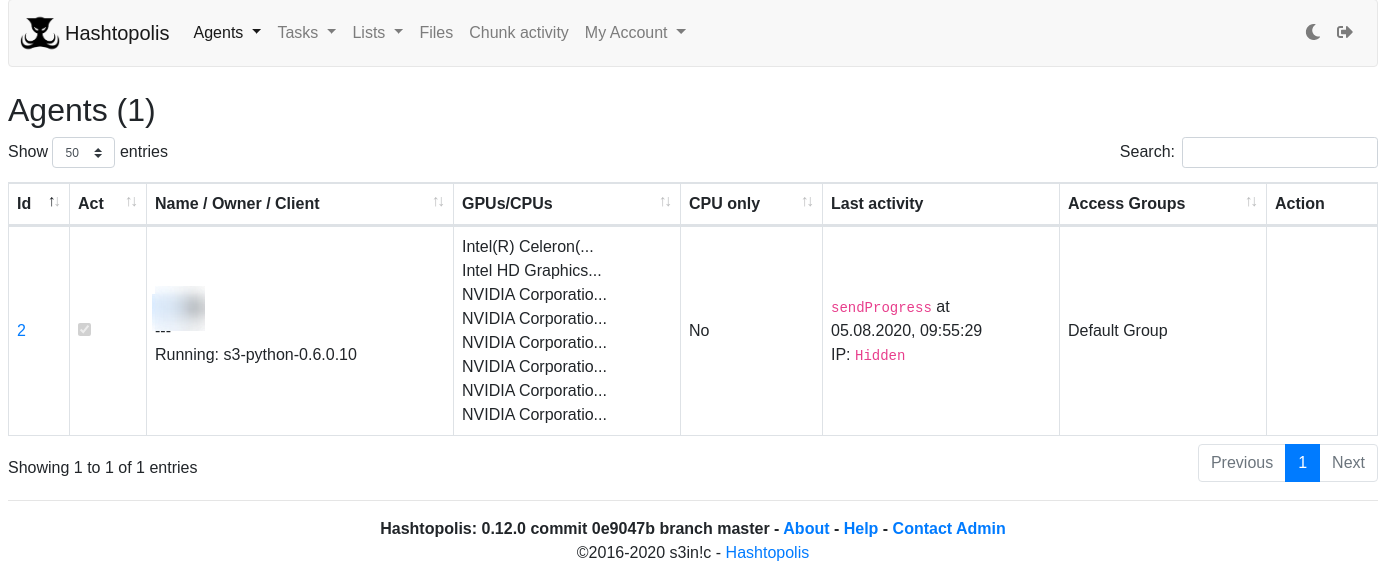 Hashtopolis Agents Tasks Lists Files Chunk activity My Account
Agents (1)
Show 50 entries Search:
Id Act Name / Owner / Client GPUs/CPUs CPU only Last activity Access Groups Action
2
---
Running: s3-python-0.6.0.10
Intel(R) Celeron(...
Intel HD Graphics...
NVIDIA Corporatio...
NVIDIA Corporatio...
NVIDIA Corporatio...
NVIDIA Corporatio...
NVIDIA Corporatio...
NVIDIA Corporatio...
No
sendProgress at
05.08.2020, 09:55:29
IP: Hidden
Default Group
Showing 1 to 1 of 1 entries
Previous 1 Next
Hashtopolis: 0.12.0 commit 0e9047b branch master - About - Help - Contact Admin
©2016-2020 s3in!c - Hashtopolis